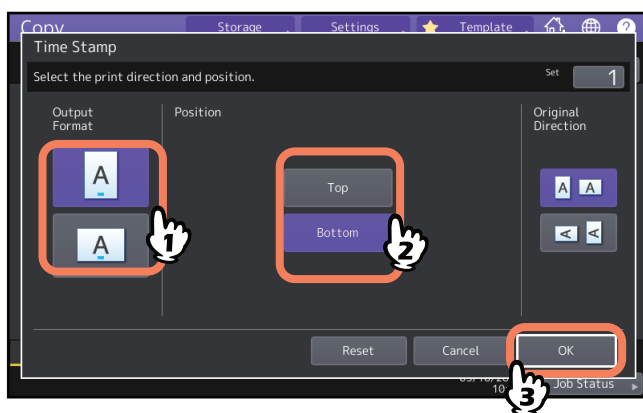 Copy Storage Settings Template ?
Time Stamp
Select the print direction and position.
Set 1
Output
Format
Position
Original
Direction
A
A
Top
Bottom
A A
A A
1
2
Reset Cancel OK
10:
Job Status
3